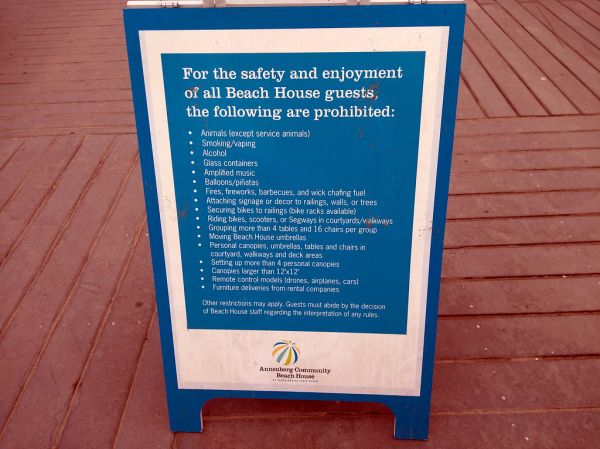 For the safety and enjoyment
of all Beach House guests,
the following are prohibited:
• Animals (except service animals)
• Smoking/vaping
• Alcohol
• Glass containers
• Amplified music
• Balloons/piñatas
• Fires, fireworks, barbecues, and wick chafing fuel
• Attaching signage or decor to railings, walls, or trees
• Securing bikes to railings (bike racks available)
• Riding bikes, scooters, or Segways in courtyards/walkways
• Grouping more than 4 tables and 16 chairs per group
• Moving Beach House umbrellas
• Personal canopies, umbrellas, tables and chairs in
courtyard, walkways and deck areas
• Setting up more than 4 personal canopies
• Canopies larger than 12'x12'
• Remote control models (drones, airplanes, cars)
• Furniture deliveries from rental companies
Other restrictions may apply. Guests must abide by the decision
of Beach House staff regarding the interpretation of any rules.
Annenberg Community
Beach House
AT SANTA MONICA STATE BEACH